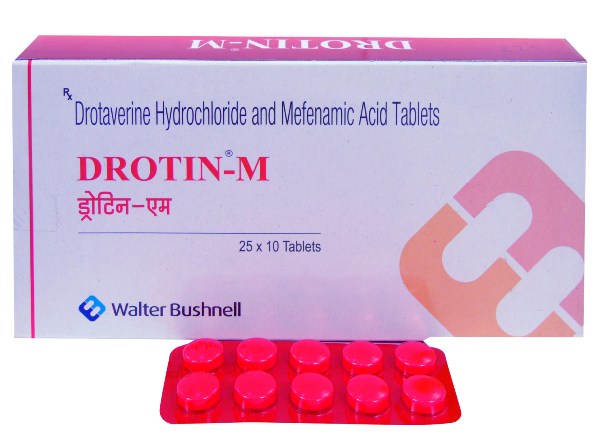 DROTIN-M
Rx
Drotaverine Hydrochloride and Mefenamic Acid Tablets
DROTIN®-M
ड्रोटिन-एम
25 x 10 Tablets
Walter Bushnell